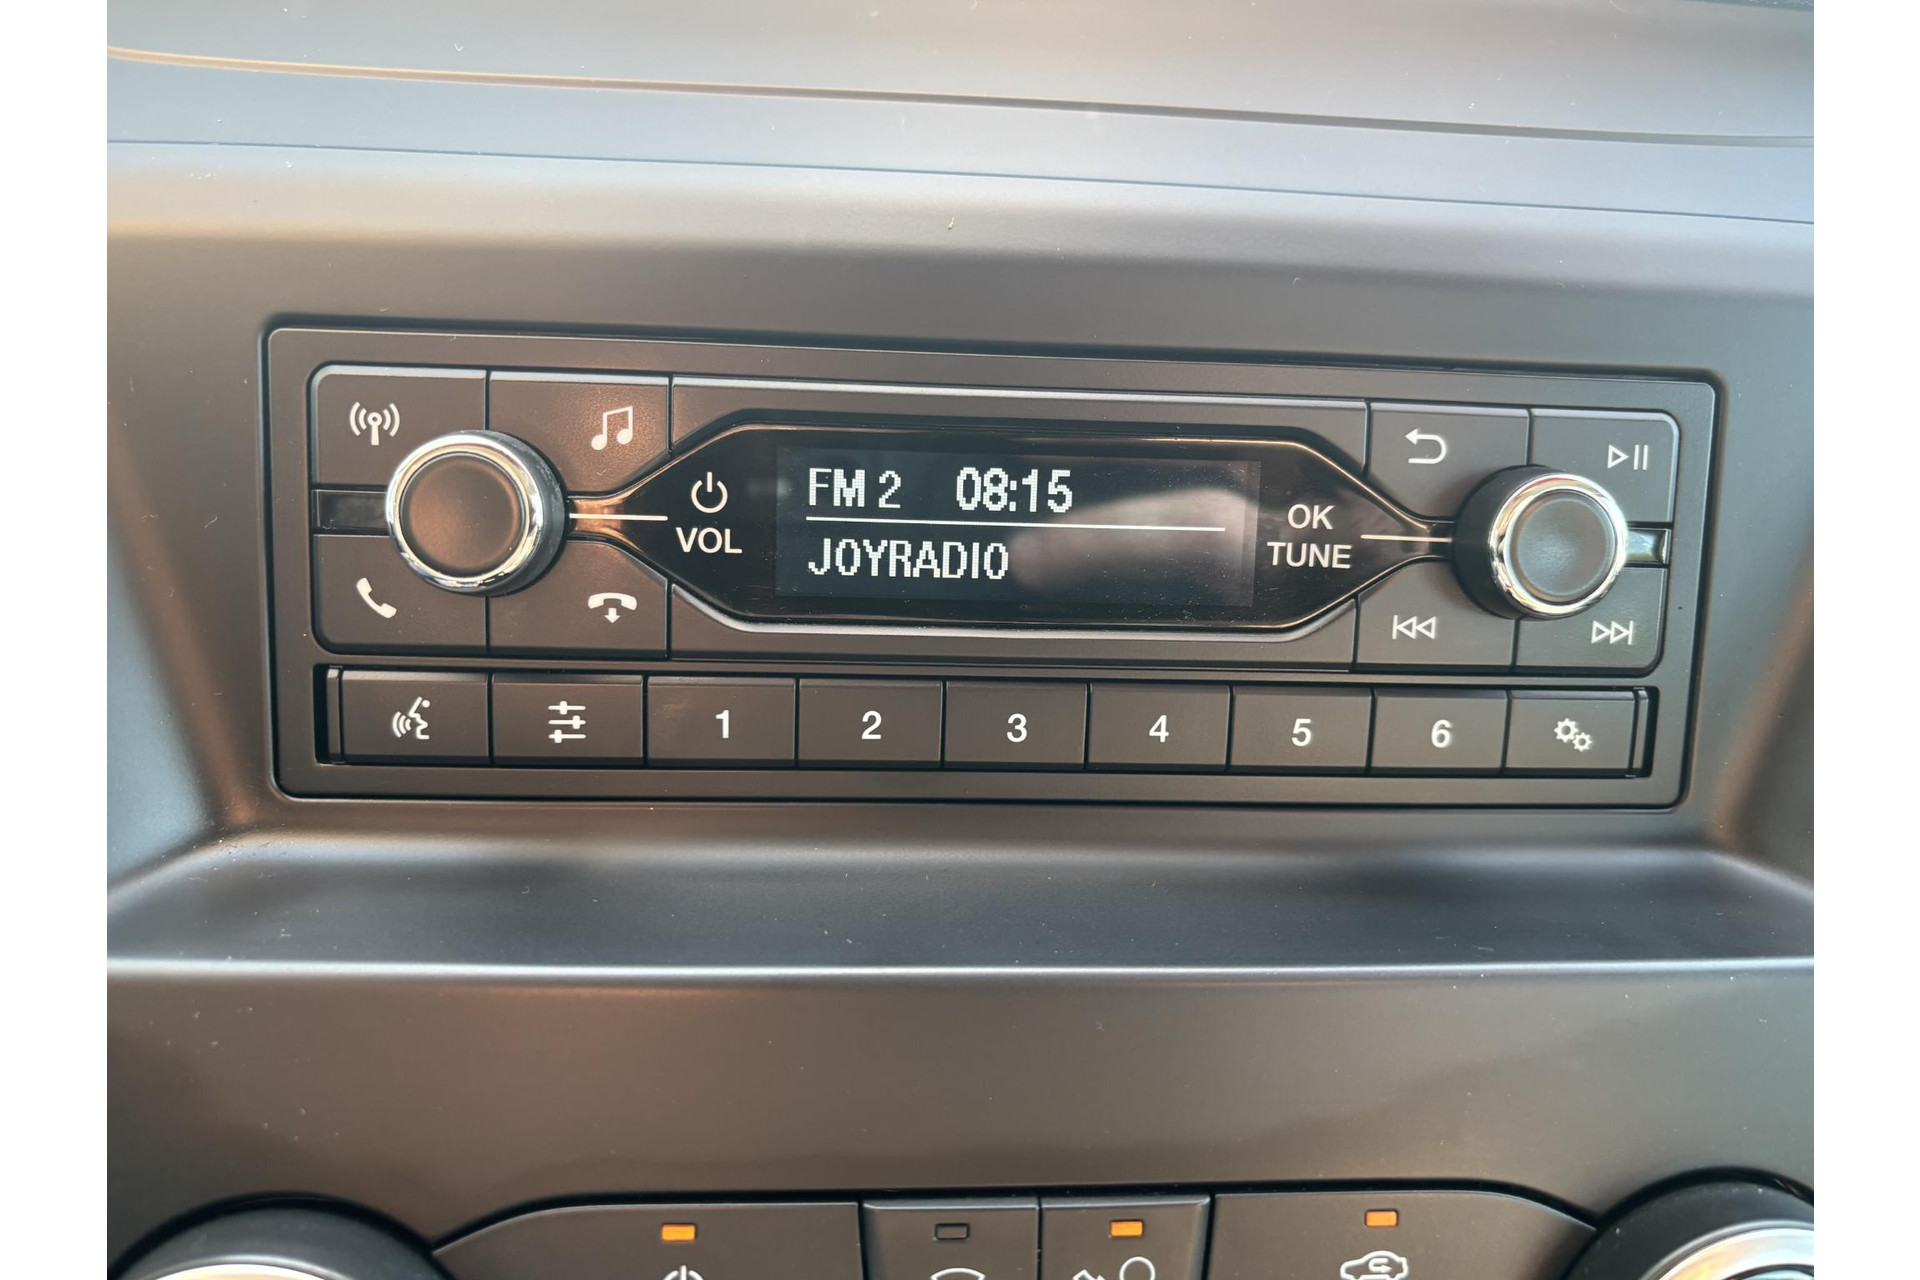 FM 2 08:15
JOYRADIO
VOL
OK
TUNE
1 2 3 4 5 6